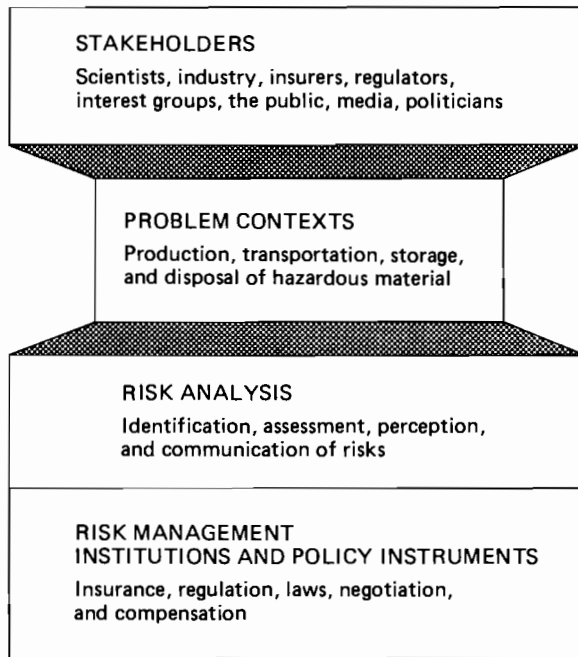 STAKEHOLDERS
Scientists, industry, insurers, regulators,
interest groups, the public, media, politicians
PROBLEM CONTEXTS
Production, transportation, storage,
and disposal of hazardous material
RISK ANALYSIS
Identification, assessment, perception,
and communication of risks
RISK MANAGEMENT
INSTITUTIONS AND POLICY INSTRUMENTS
Insurance, regulation, laws, negotiation,
and compensation